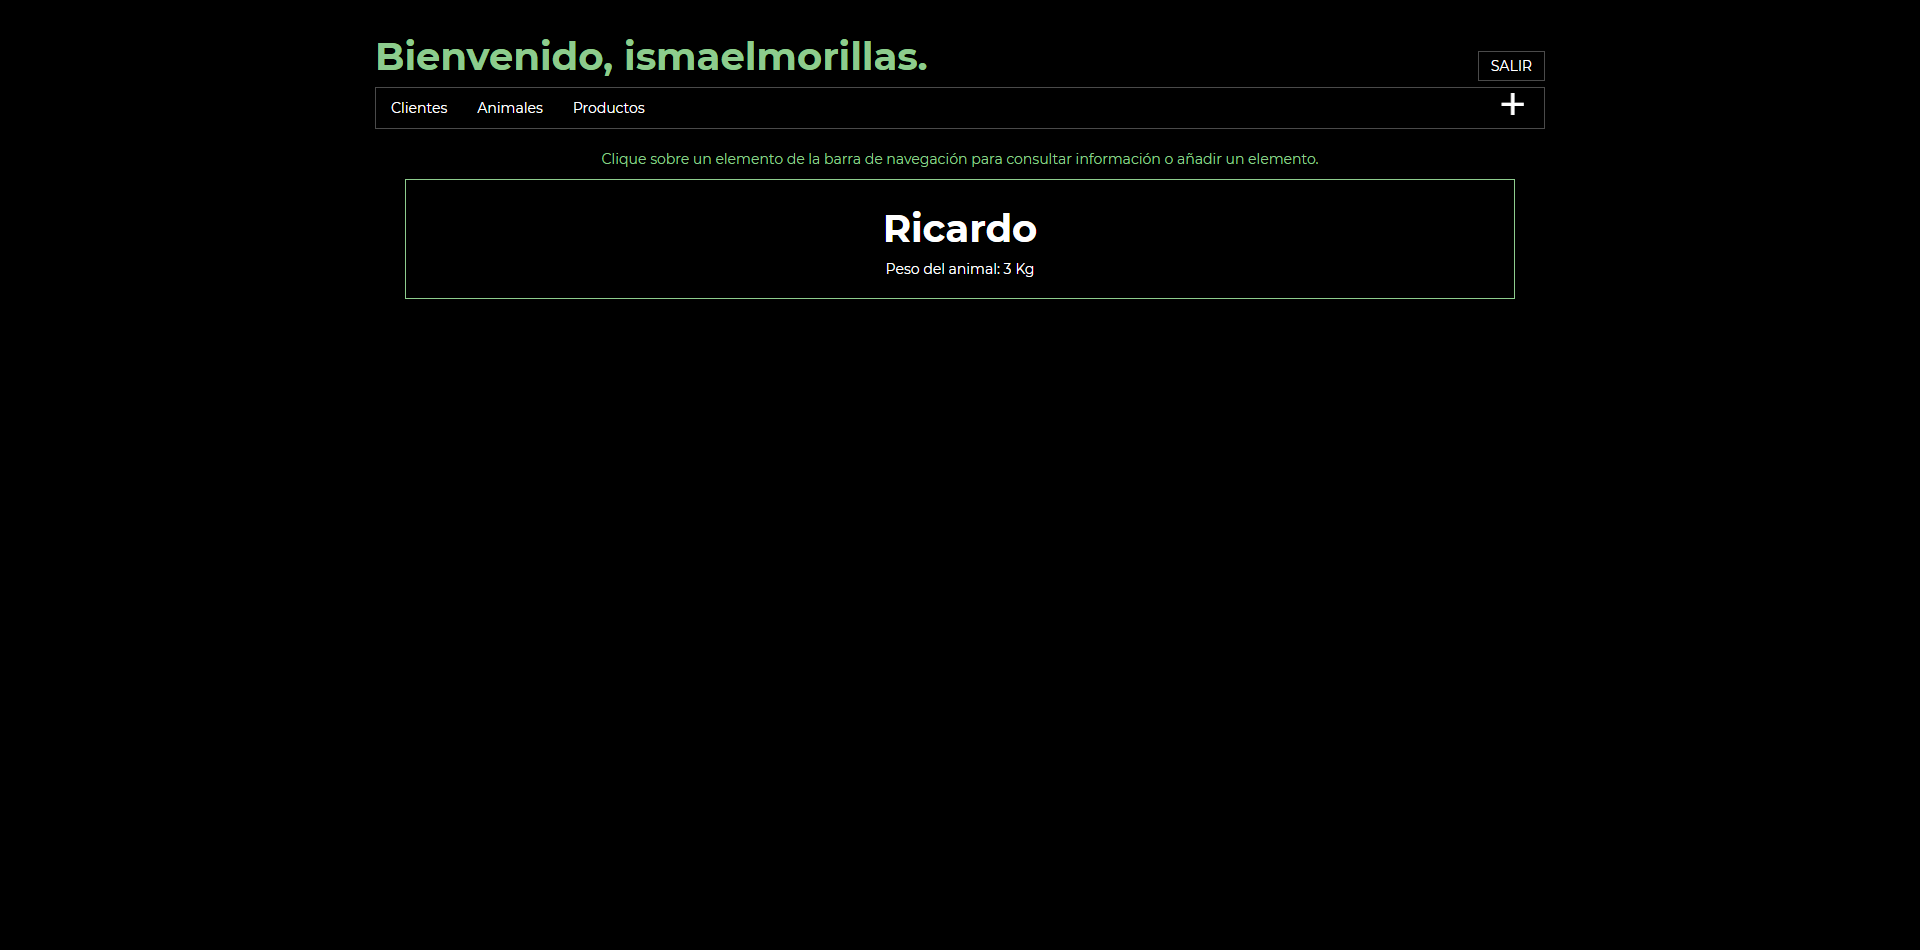 Bienvenido, ismaelmorillas.
SALIR
Clientes Animales Productos +
Clique sobre un elemento de la barra de navegación para consultar información o añadir un elemento.
Ricardo
Peso del animal: 3 Kg